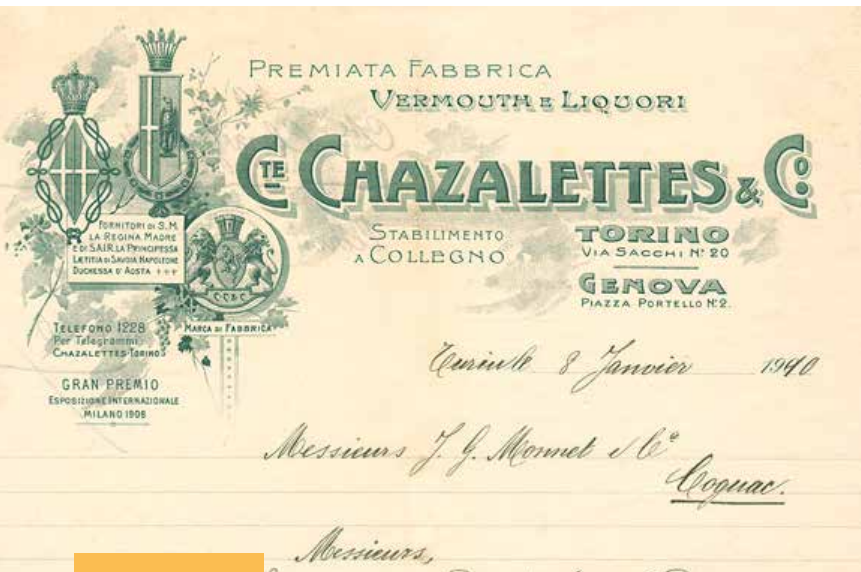 PREMIATA FABBRICA
VERMOUTH E LIQUORI
CTE CHAZALETTES & CO.
STABILIMENTO
A COLLEGNO
TORINO
VIA SACCHI No 20
GENOVA
PIAZZA PORTELLO No 2.
FORNITORI DI S.M.
LA REGINA MADRE
E DI S.A.I.R. LA PRINCIPESSA
LÆTITIA DI SAVOIA NAPOLEONE
DUCHESSA D'AOSTA
C.C.&C.
MARCA DI FABBRICA
TELEFONO 1228
Per Telegrammi
CHAZALETTES-TORINO
GRAN PREMIO
ESPOSIZIONE INTERNAZIONALE
MILANO 1906
Turin le 8 Janvier 1910
Messieurs J. G. Monnet & Co
Cognac.
Messieurs,